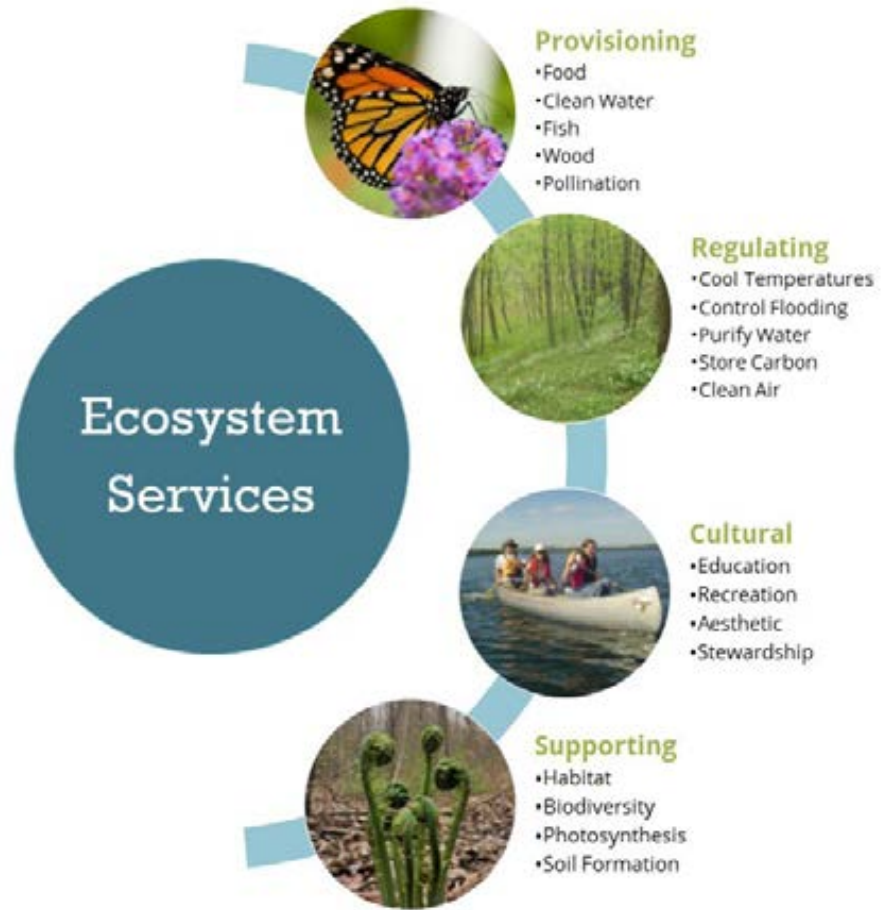 Provisioning
•Food
•Clean Water
•Fish
•Wood
•Pollination
Regulating
•Cool Temperatures
•Control Flooding
•Purify Water
•Store Carbon
•Clean Air
Ecosystem
Services
Cultural
•Education
•Recreation
•Aesthetic
•Stewardship
Supporting
•Habitat
•Biodiversity
•Photosynthesis
•Soil Formation